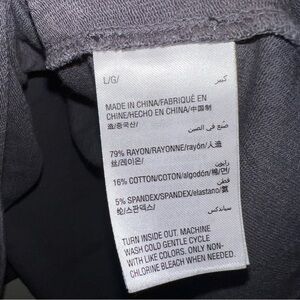 L/G/ كبير
MADE IN CHINA/FABRIQUÉ EN
CHINE/HECHO EN CHINA/中国制
造/중국산/
صنع فى الصين
79% RAYON/RAYONNE/rayón/人造
丝/레이온/
رايون
16% COTTON/COTON/algodón/棉/면/
قطن
5% SPANDEX/SPANDEX/elastano/氨
纶/스판덱스/
سباندكس
TURN INSIDE OUT. MACHINE
WASH COLD GENTLE CYCLE
WITH LIKE COLORS. ONLY NON-
CHLORINE BLEACH WHEN NEEDED.